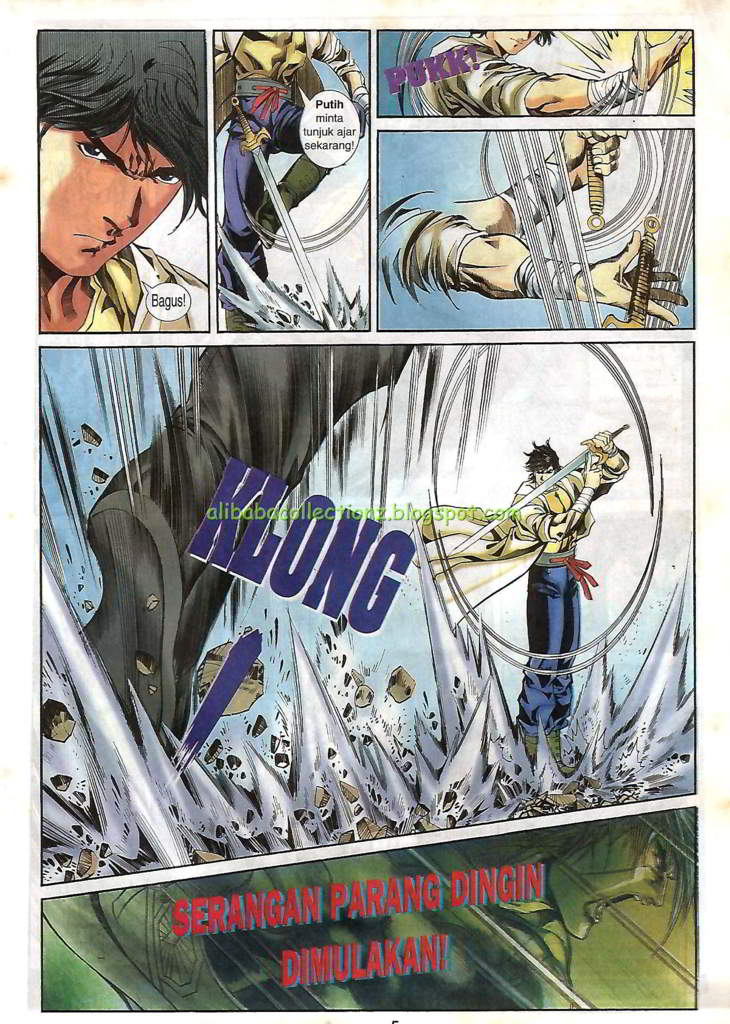 Bagus!
Putih
minta
tunjuk ajar
sekarang!
PUKK!
alibabacollectionz.blogspot.com
KLONG
!
SERANGAN PARANG DINGIN
DIMULAKAN!
5